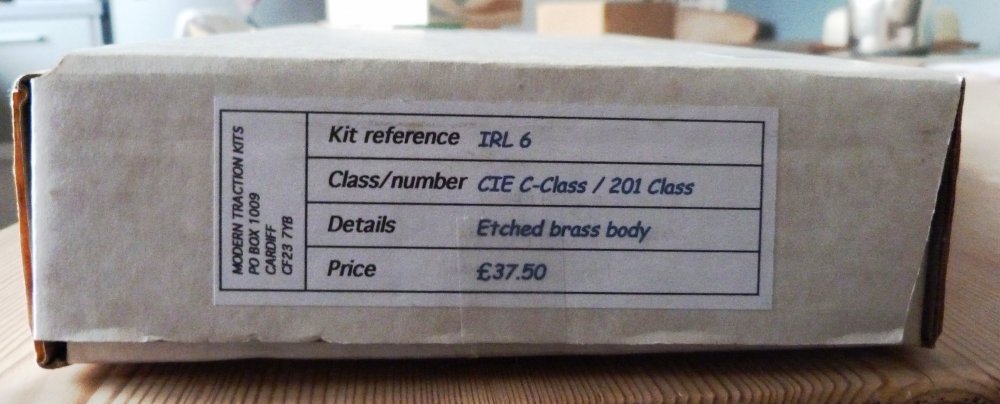 MODERN TRACTION KITS
PO BOX 1009
CARDIFF
CF23 7YB
Kit reference IRL 6
Class/number CIE C-Class / 201 Class
Details Etched brass body
Price £37.50